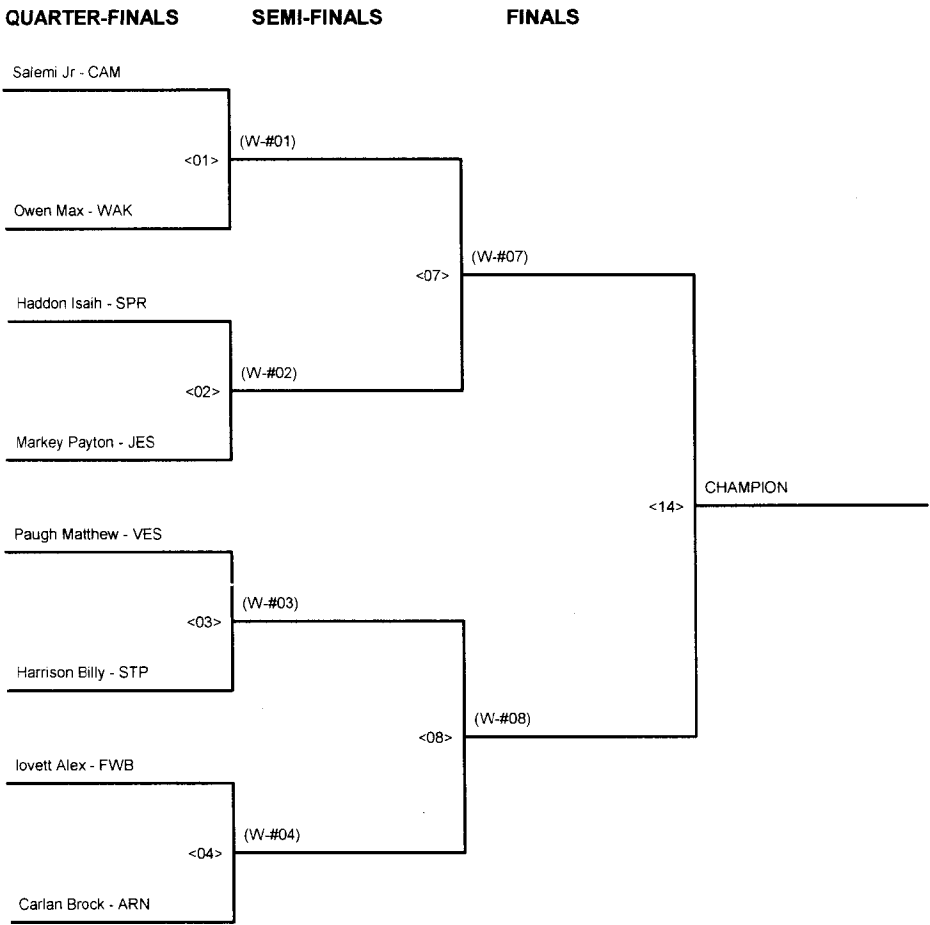 QUARTER-FINALS SEMI-FINALS FINALS
Salemi Jr - CAM
(W-#01)
<01>
Owen Max - WAK
(W-#07)
<07>
Haddon Isaih - SPR
(W-#02)
<02>
Markey Payton - JES
CHAMPION
<14>
Paugh Matthew - VES
(W-#03)
<03>
Harrison Billy - STP
(W-#08)
<08>
lovett Alex - FWB
(W-#04)
<04>
Carlan Brock - ARN